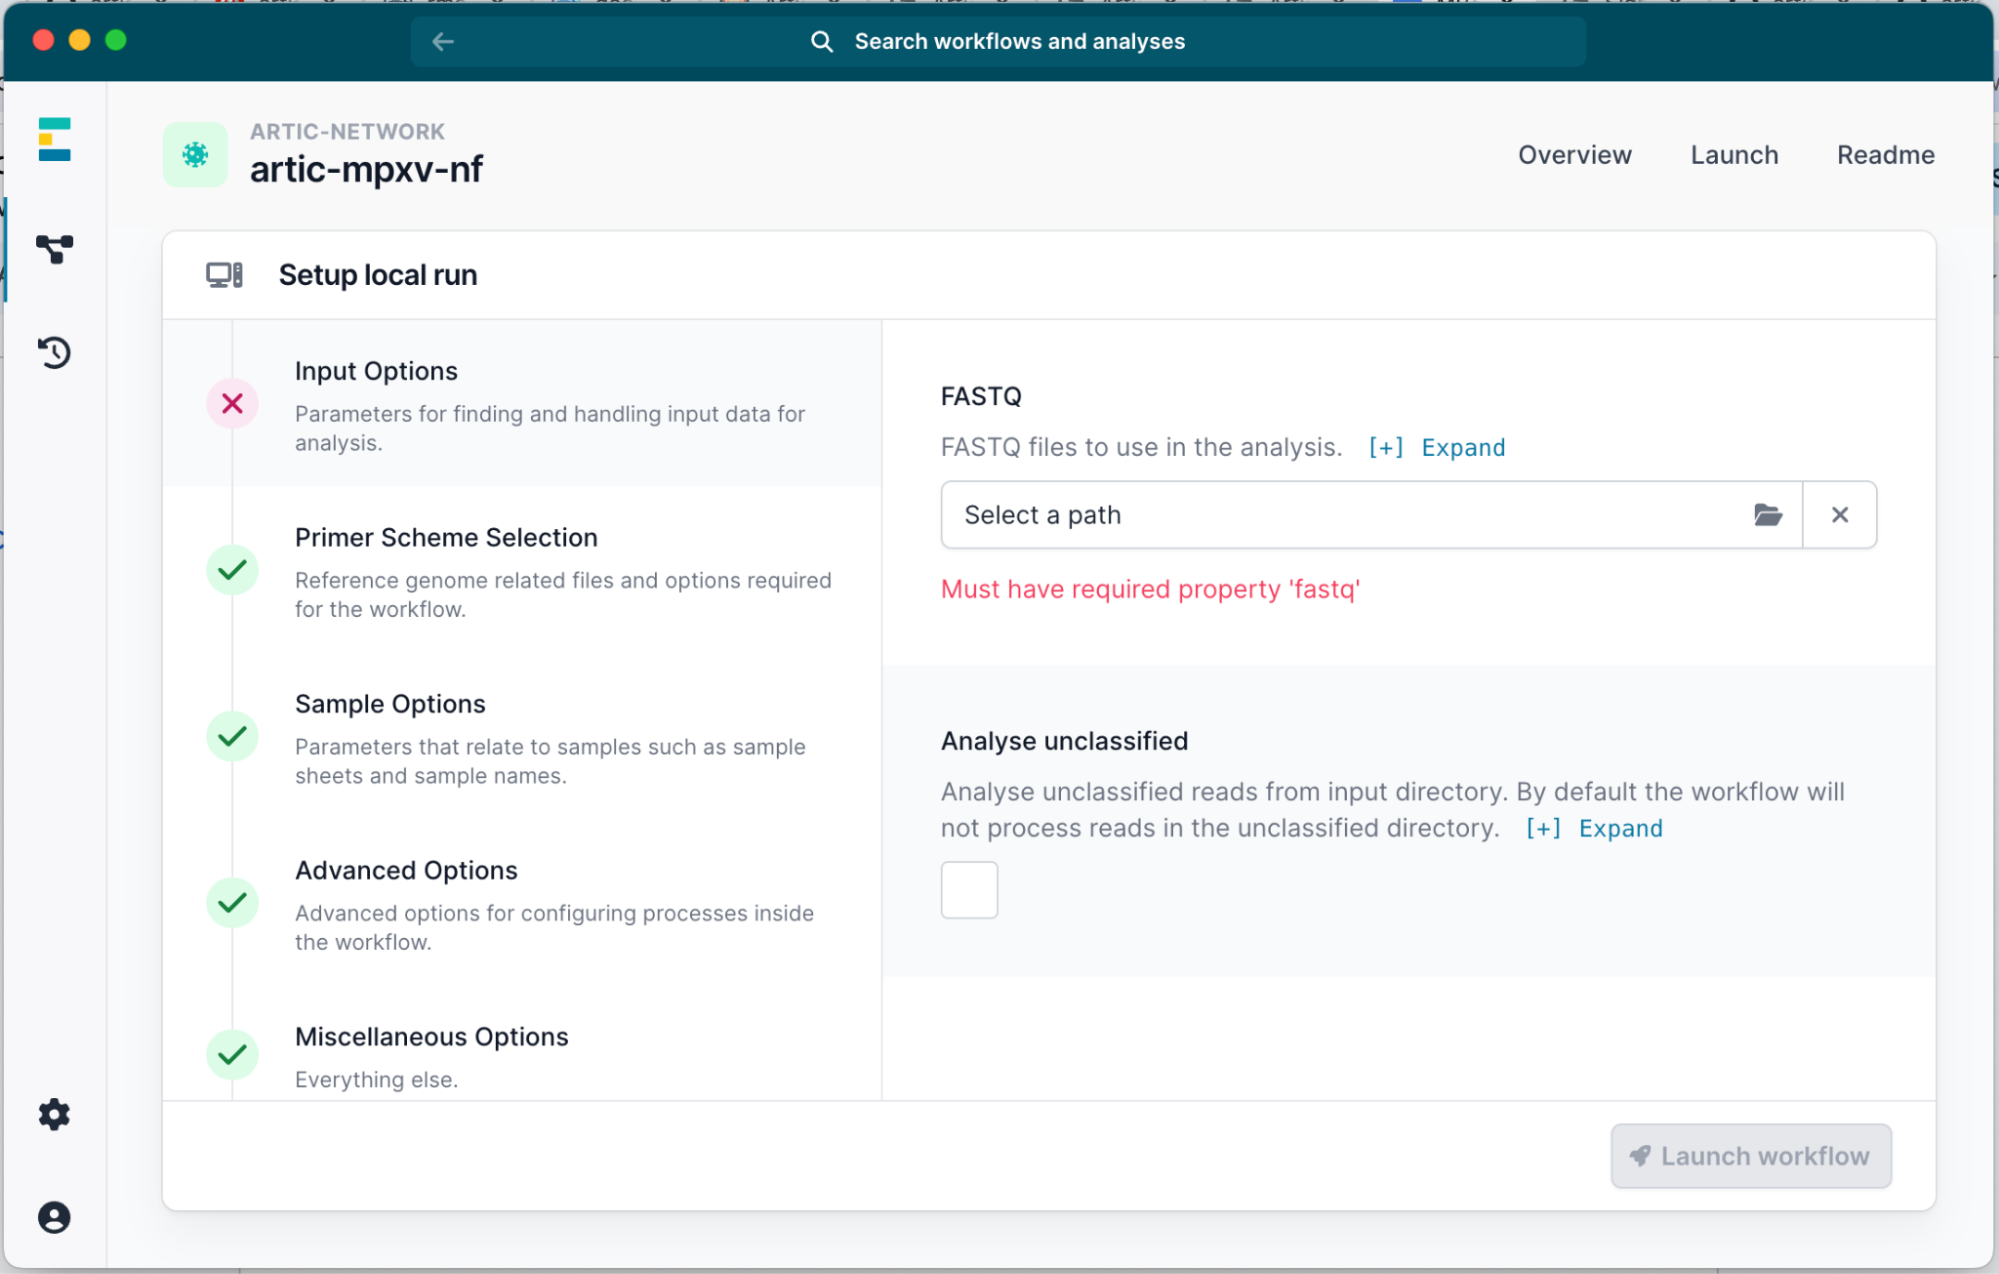 Search workflows and analyses
ARTIC-NETWORK
artic-mpxv-nf
Overview
Launch
Readme
Setup local run
Input Options
Parameters for finding and handling input data for
analysis.
Primer Scheme Selection
Reference genome related files and options required
for the workflow.
Sample Options
Parameters that relate to samples such as sample
sheets and sample names.
Advanced Options
Advanced options for configuring processes inside
the workflow.
Miscellaneous Options
Everything else.
FASTQ
FASTQ files to use in the analysis. [+] Expand
Select a path
Must have required property 'fastq'
Analyse unclassified
Analyse unclassified reads from input directory. By default the workflow will
not process reads in the unclassified directory. [+] Expand
Launch workflow